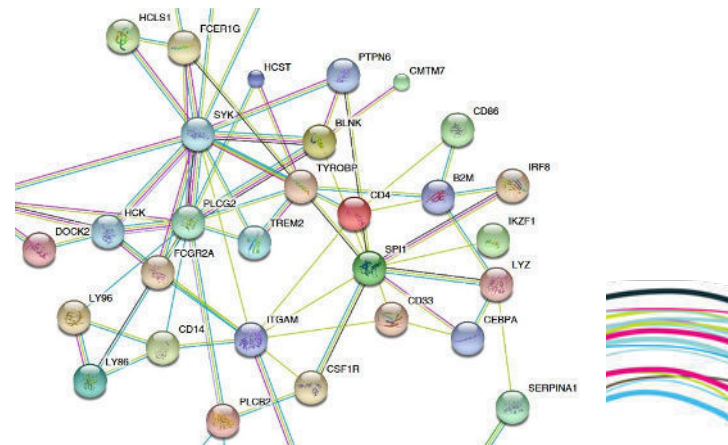 HCLS1
FCER1G
HCST
PTPN6
CMTM7
SYK
BLNK
CD86
TYROBP
CD4
B2M
IRF8
HCK
PLCG2
TREM2
DOCK2
IKZF1
SPI1
FCGR2A
LYZ
LY96
CD14
ITGAM
CD33
CEBPA
LY86
CSF1R
PLCB2
SERPINA1